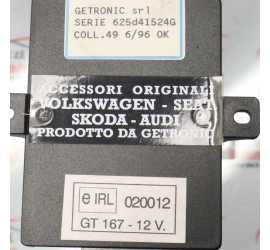 GETRONIC srl
SERIE 625d41524G
COLL.49 6/96 OK
ACCESSORI ORIGINALI
VOLKSWAGEN - SEAT
SKODA - AUDI
PRODOTTO DA GETRONIC
e IRL 020012
GT 167 - 12 V.